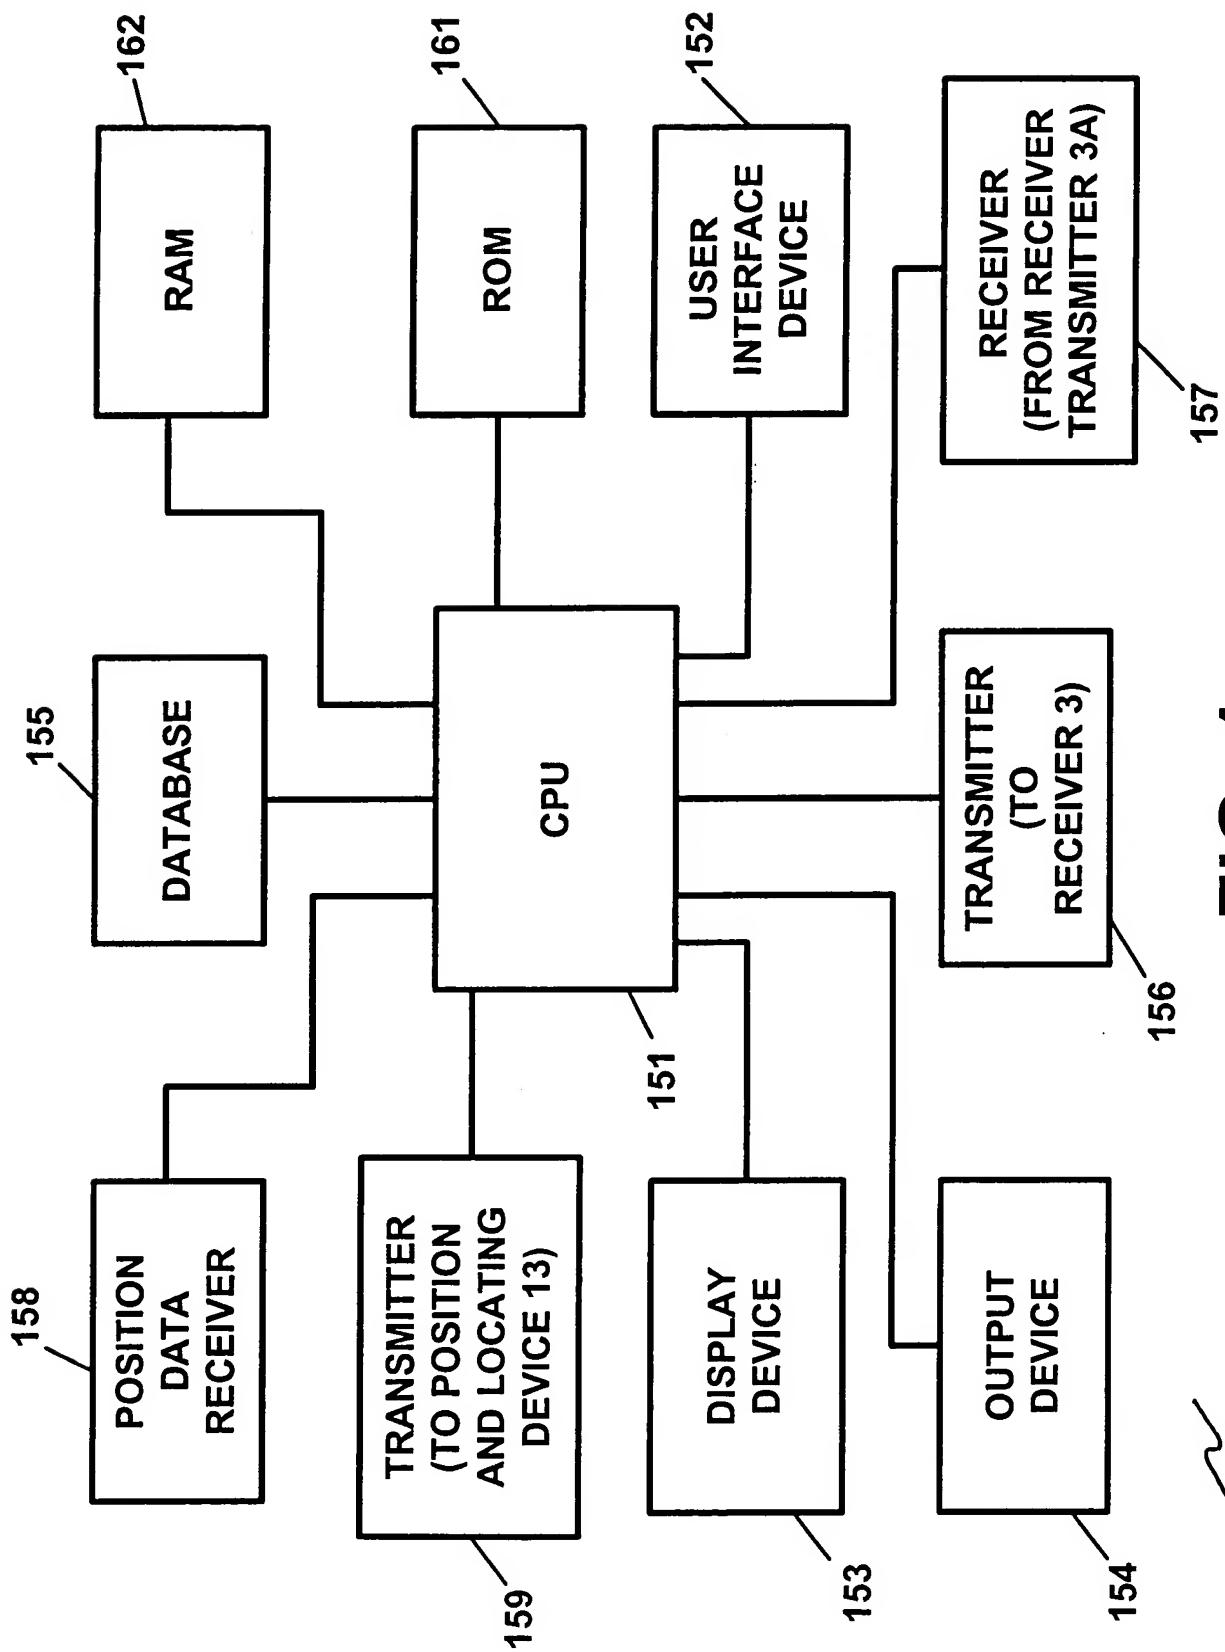 158
POSITION
DATA
RECEIVER
155
DATABASE
162
RAM
159
TRANSMITTER
(TO POSITION
AND LOCATING
DEVICE 13)
CPU
151
161
ROM
153
DISPLAY
DEVICE
152
USER
INTERFACE
DEVICE
154
OUTPUT
DEVICE
156
TRANSMITTER
(TO
RECEIVER 3)
157
RECEIVER
(FROM RECEIVER
TRANSMITTER 3A)